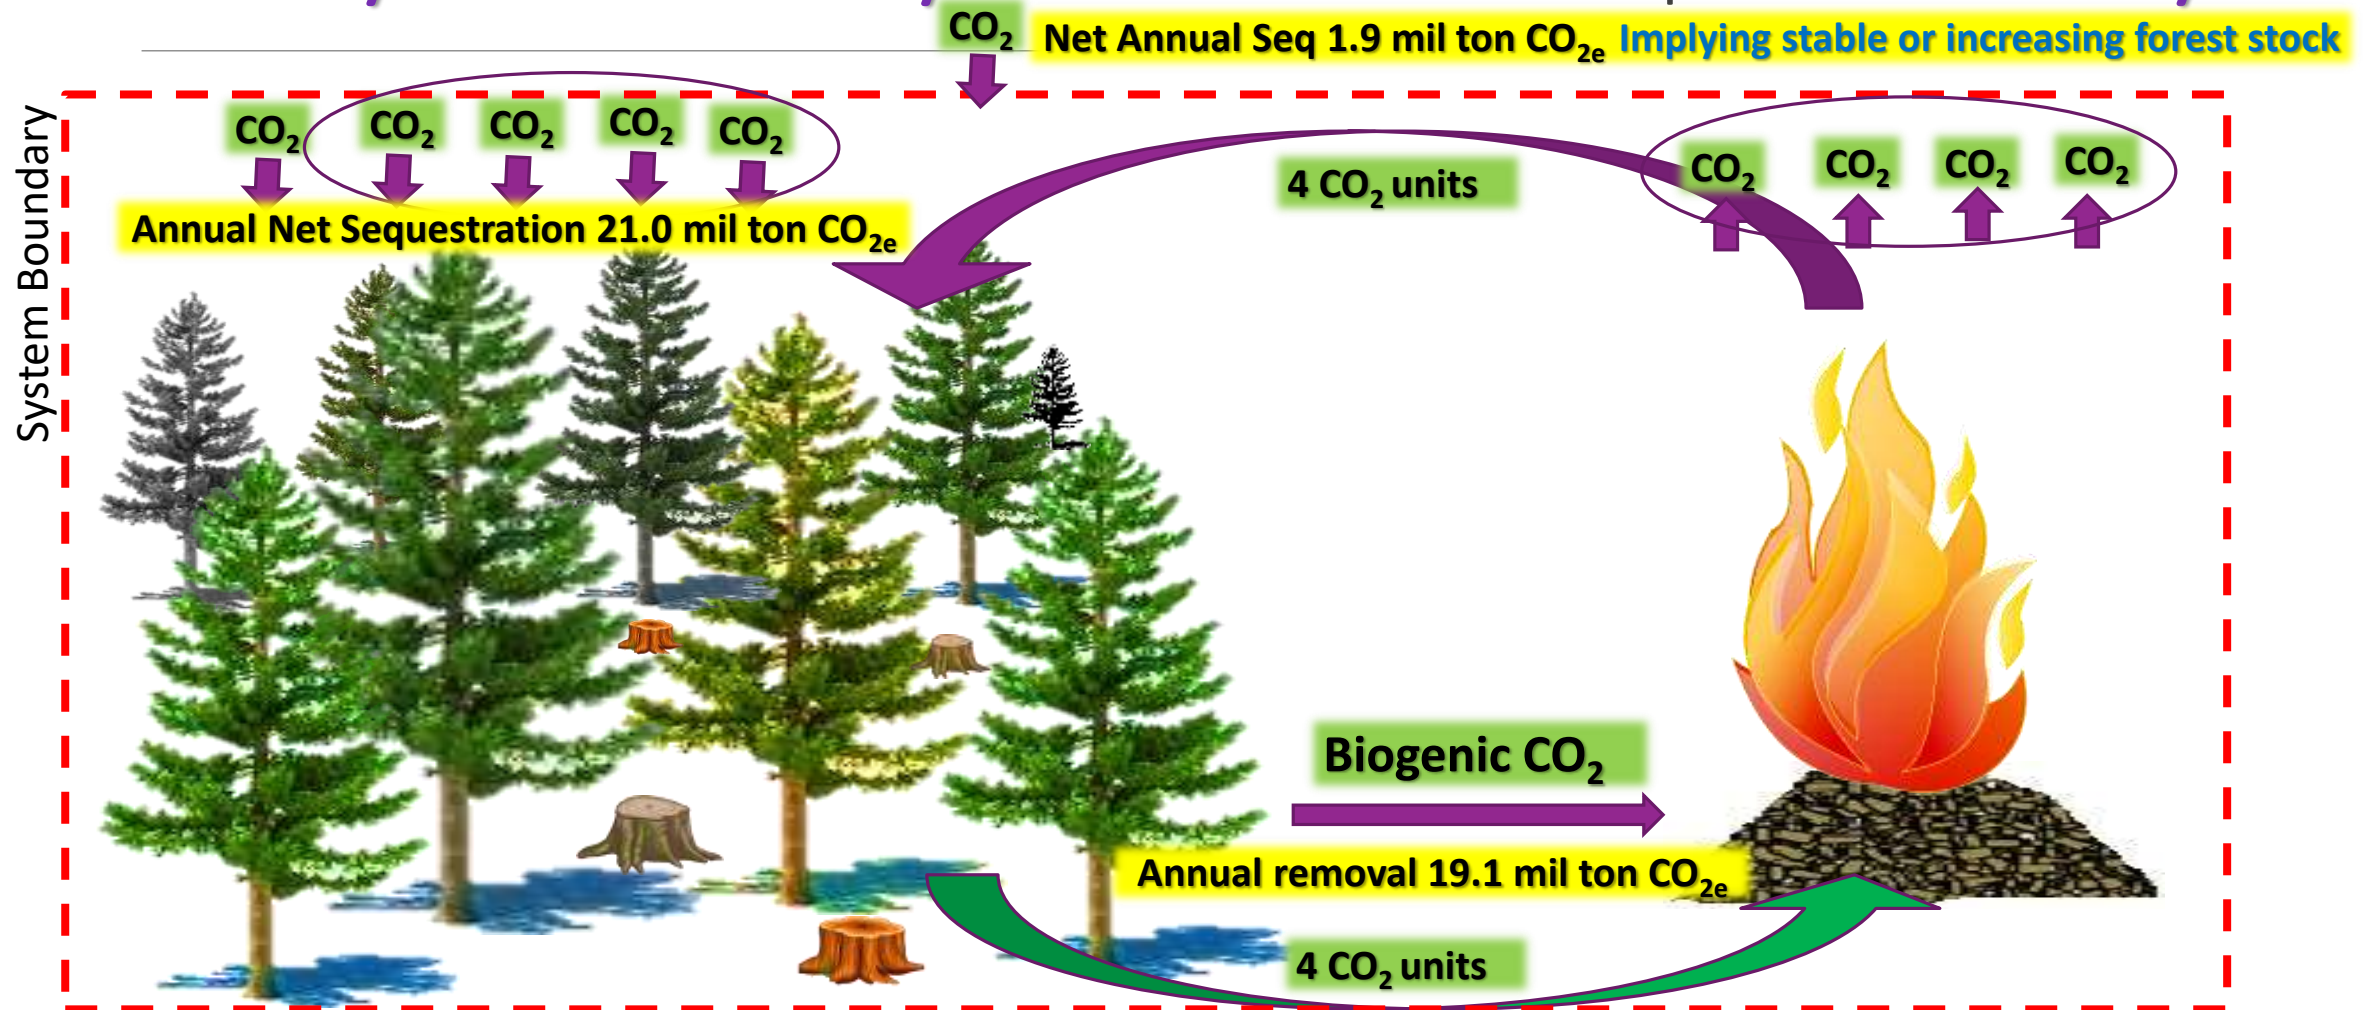 CO₂ Net Annual Seq 1.9 mil ton CO₂ₑ Implying stable or increasing forest stock
System Boundary
CO₂ CO₂ CO₂ CO₂ CO₂
4 CO₂ units
CO₂ CO₂ CO₂ CO₂
Annual Net Sequestration 21.0 mil ton CO₂ₑ
Biogenic CO₂
Annual removal 19.1 mil ton CO₂ₑ
4 CO₂ units